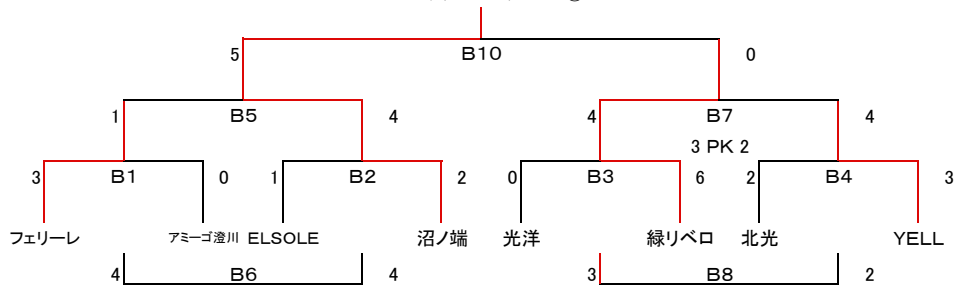 5 B10 0
1 B5 4 4 B7 4
3 PK 2
3 B1 0 1 B2 2 0 B3 6 2 B4 3
フェリーレ アミーゴ澄川 ELSOLE 沼ノ端 光洋 緑リベロ 北光 YELL
4 B6 4 3 B8 2